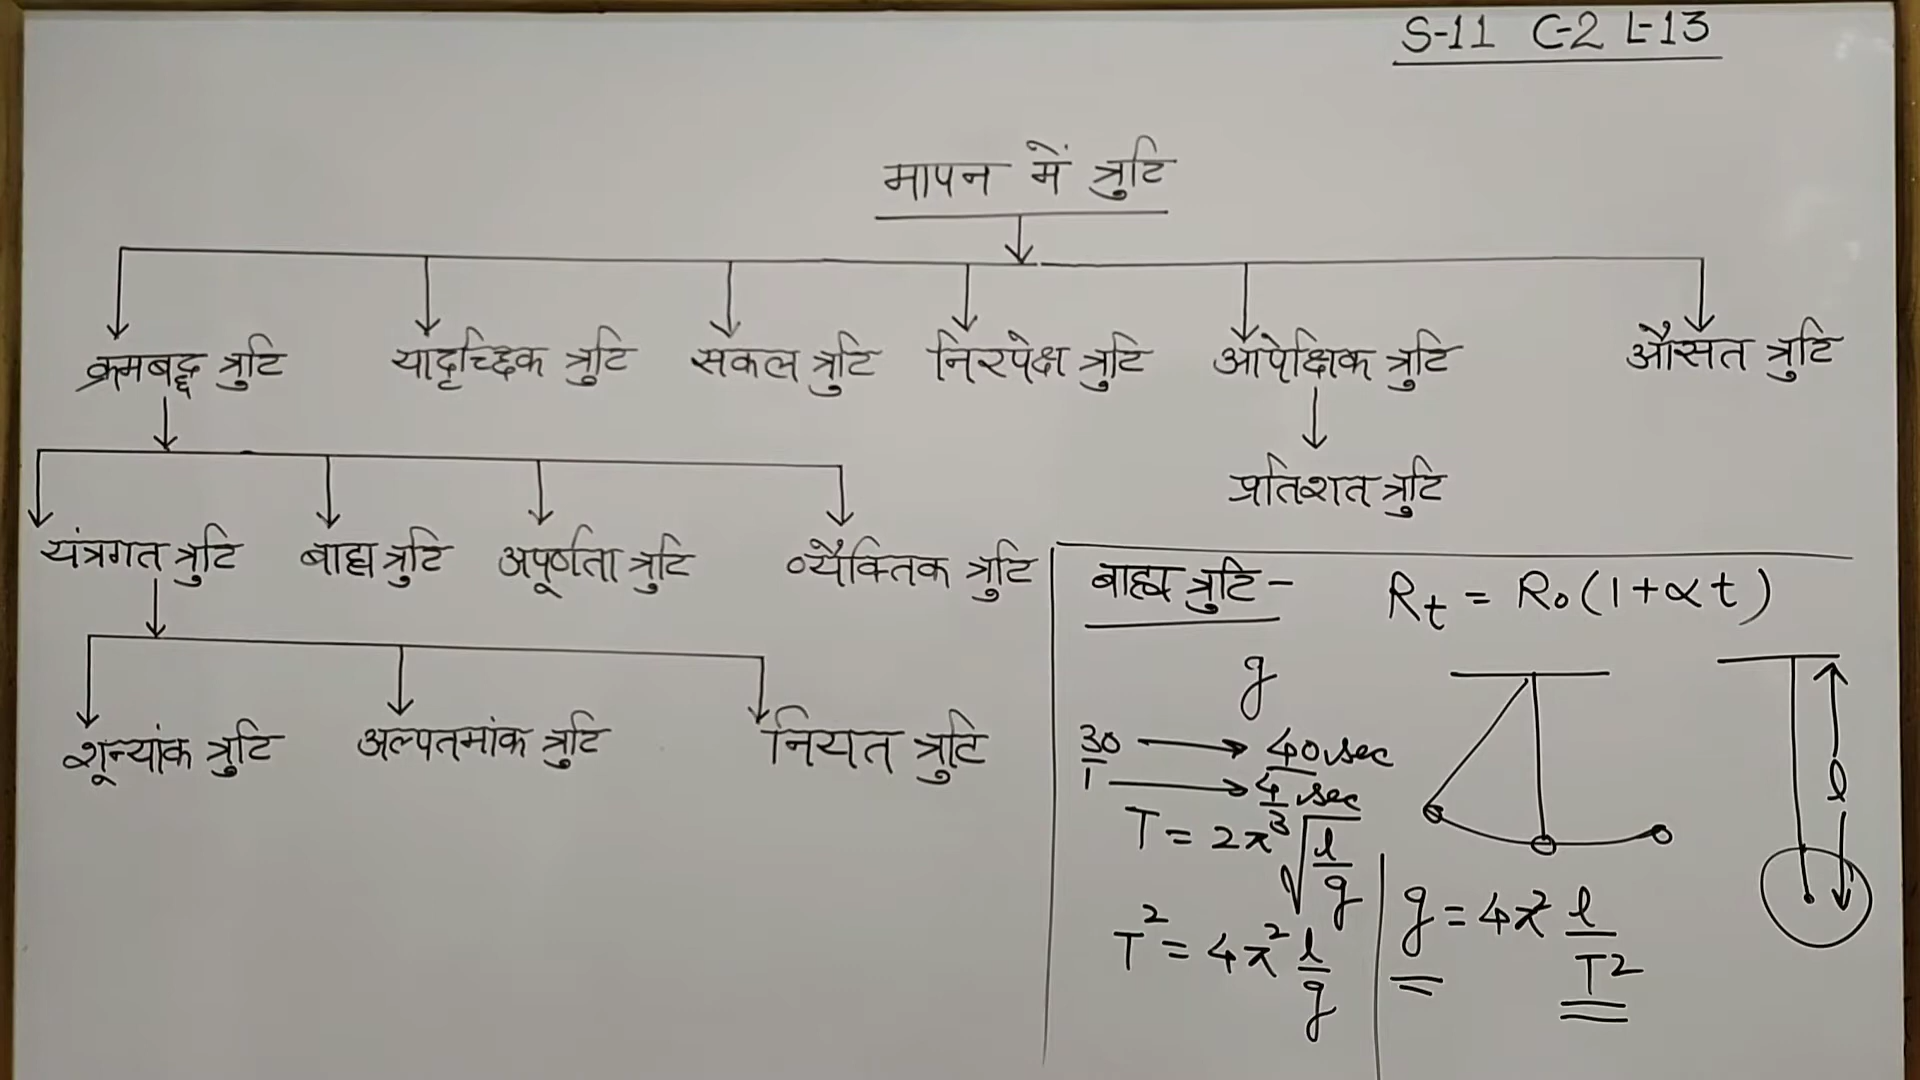 S-11 C-2 L-13
मापन में त्रुटि
क्रमबद्ध त्रुटि यादृच्छिक त्रुटि सकल त्रुटि निरपेक्ष त्रुटि आपेक्षिक त्रुटि औसत त्रुटि
प्रतिशत त्रुटि
यंत्रगत त्रुटि बाह्य त्रुटि अपूर्णता त्रुटि व्यैक्तिक त्रुटि
शून्यांक त्रुटि अल्पतमांक त्रुटि नियत त्रुटि
बाह्य त्रुटि - Rt = R₀(1+αt)
g
30 → 40 sec
1 → 4/3 sec
T = 2π√(l/g)
T² = 4π² l/g
g = 4π² l/T²
l